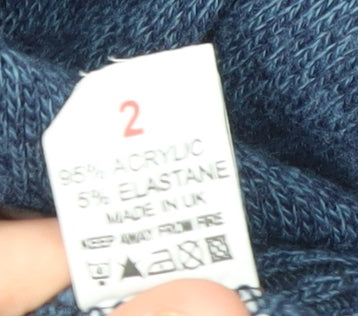 2
95% ACRYLIC
5% ELASTANE
MADE IN UK
KEEP AWAY FROM FIRE